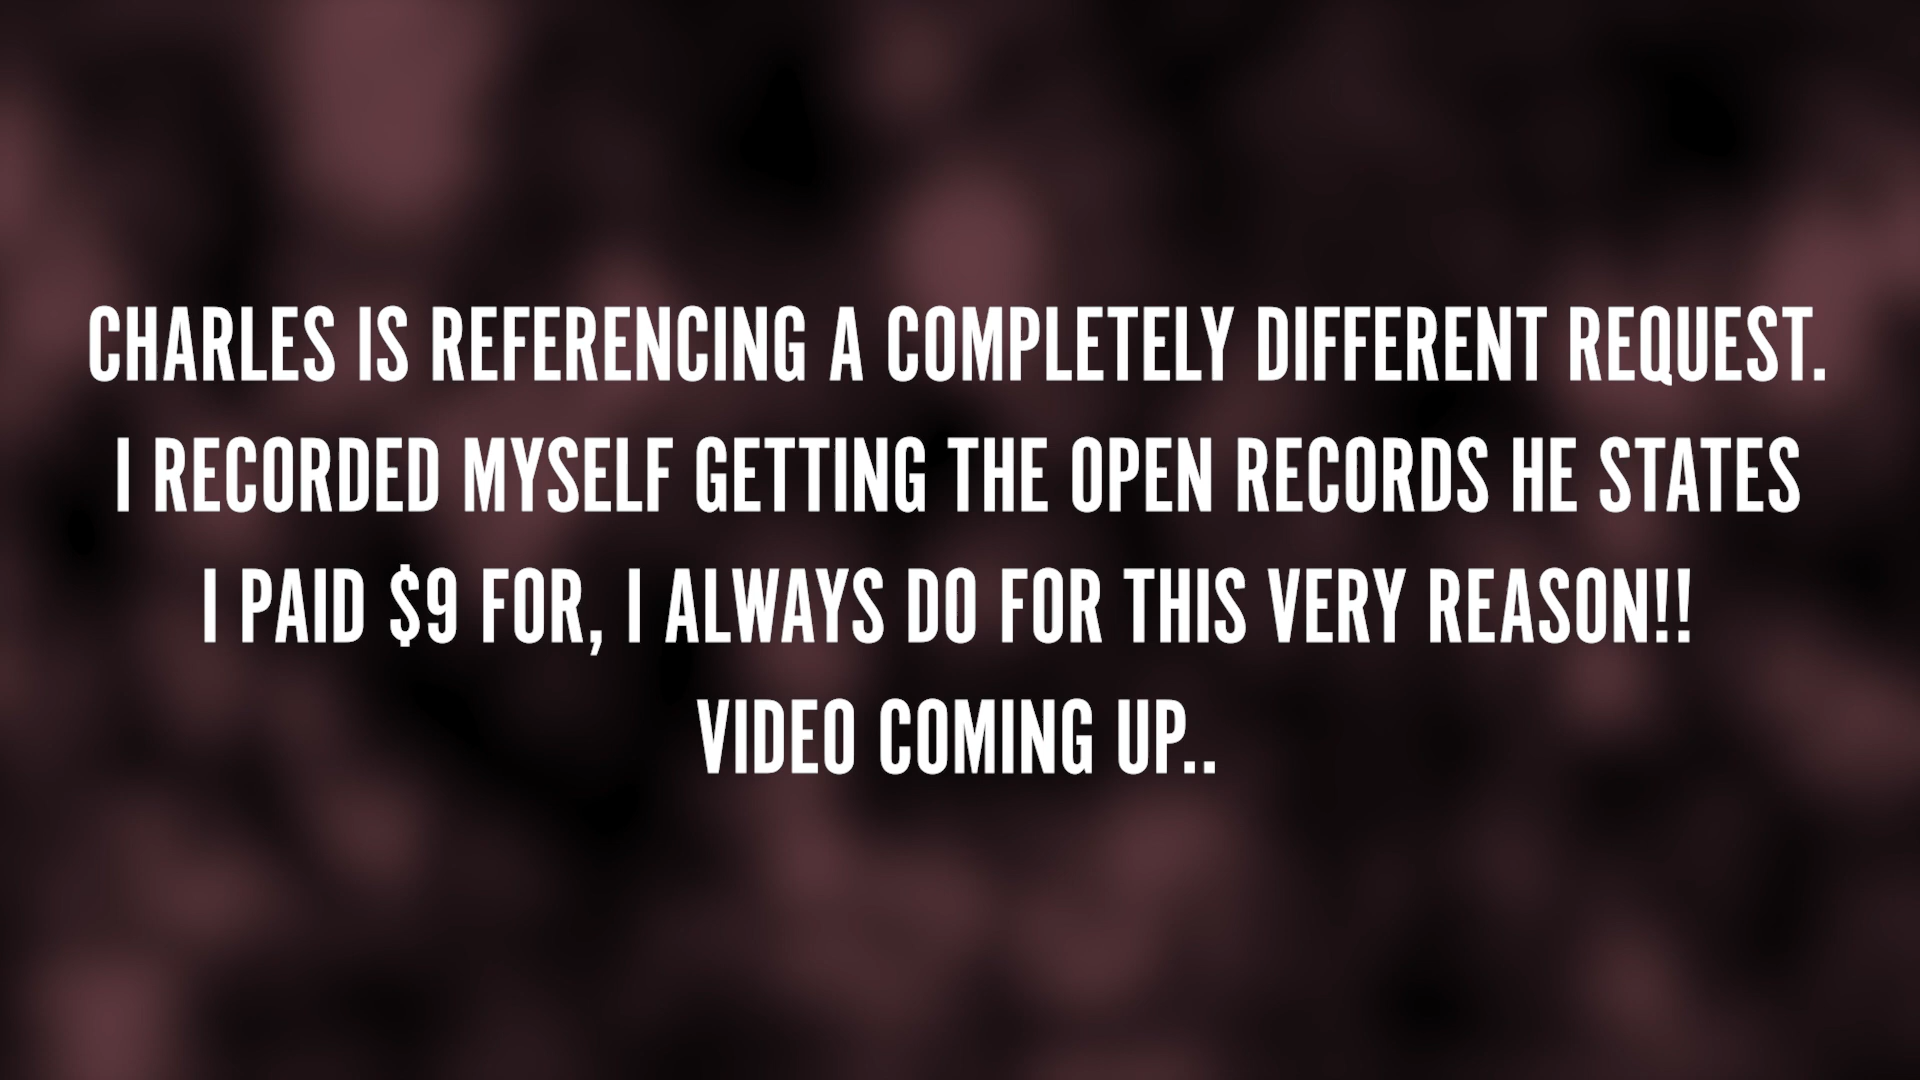 CHARLES IS REFERENCING A COMPLETELY DIFFERENT REQUEST.
I RECORDED MYSELF GETTING THE OPEN RECORDS HE STATES
I PAID $9 FOR, I ALWAYS DO FOR THIS VERY REASON!!
VIDEO COMING UP..